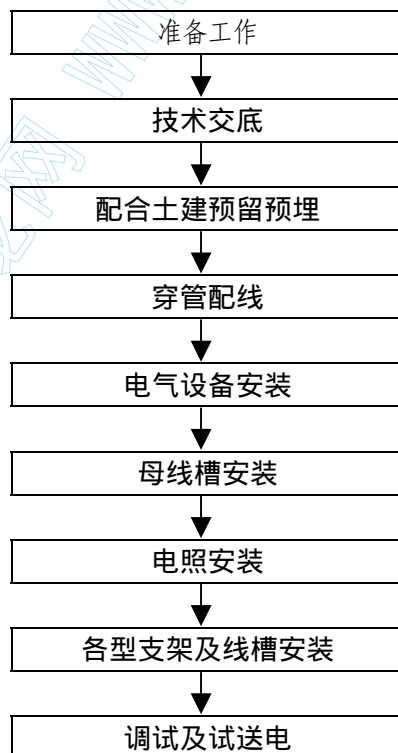 准备工作
技术交底
配合土建预留预埋
穿管配线
电气设备安装
母线槽安装
电照安装
各型支架及线槽安装
调试及试送电